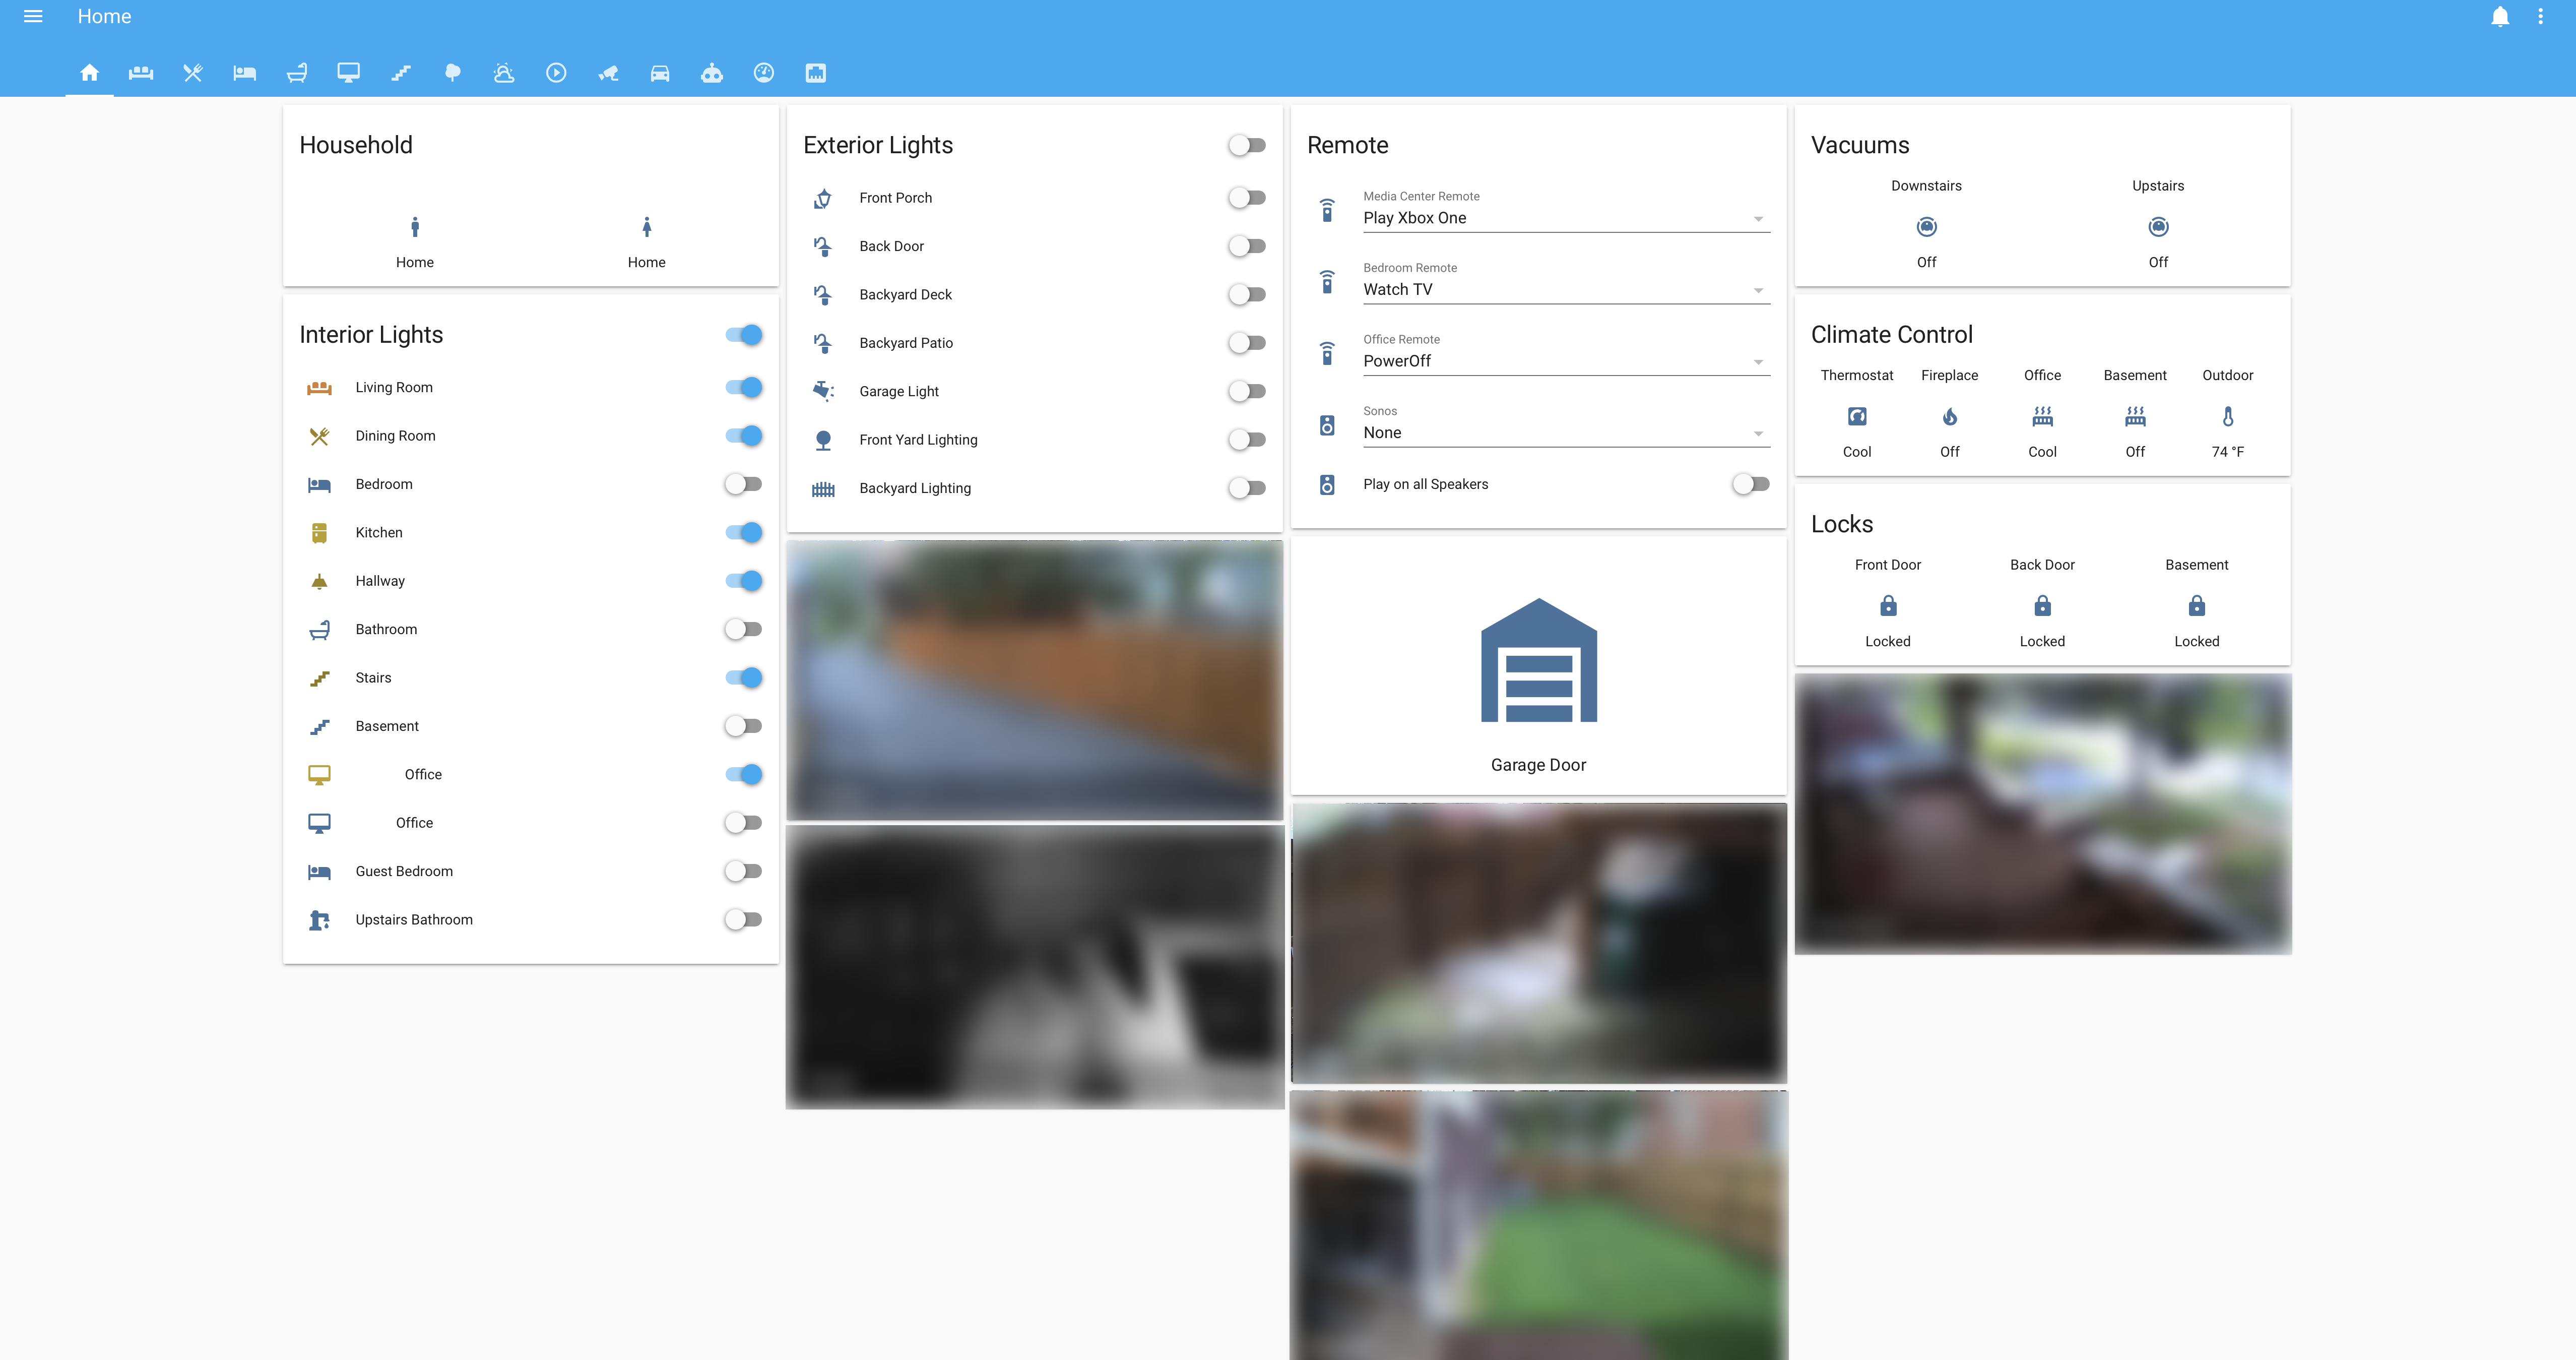 Home
Household
Home
Home
Interior Lights
Living Room
Dining Room
Bedroom
Kitchen
Hallway
Bathroom
Stairs
Basement
Office
Office
Guest Bedroom
Upstairs Bathroom
Exterior Lights
Front Porch
Back Door
Backyard Deck
Backyard Patio
Garage Light
Front Yard Lighting
Backyard Lighting
Remote
Media Center Remote
Play Xbox One
Bedroom Remote
Watch TV
Office Remote
PowerOff
Sonos
None
Play on all Speakers
Garage Door
Vacuums
Downstairs Upstairs
Off Off
Climate Control
Thermostat Fireplace Office Basement Outdoor
Cool Off Cool Off 74 °F
Locks
Front Door Back Door Basement
Locked Locked Locked